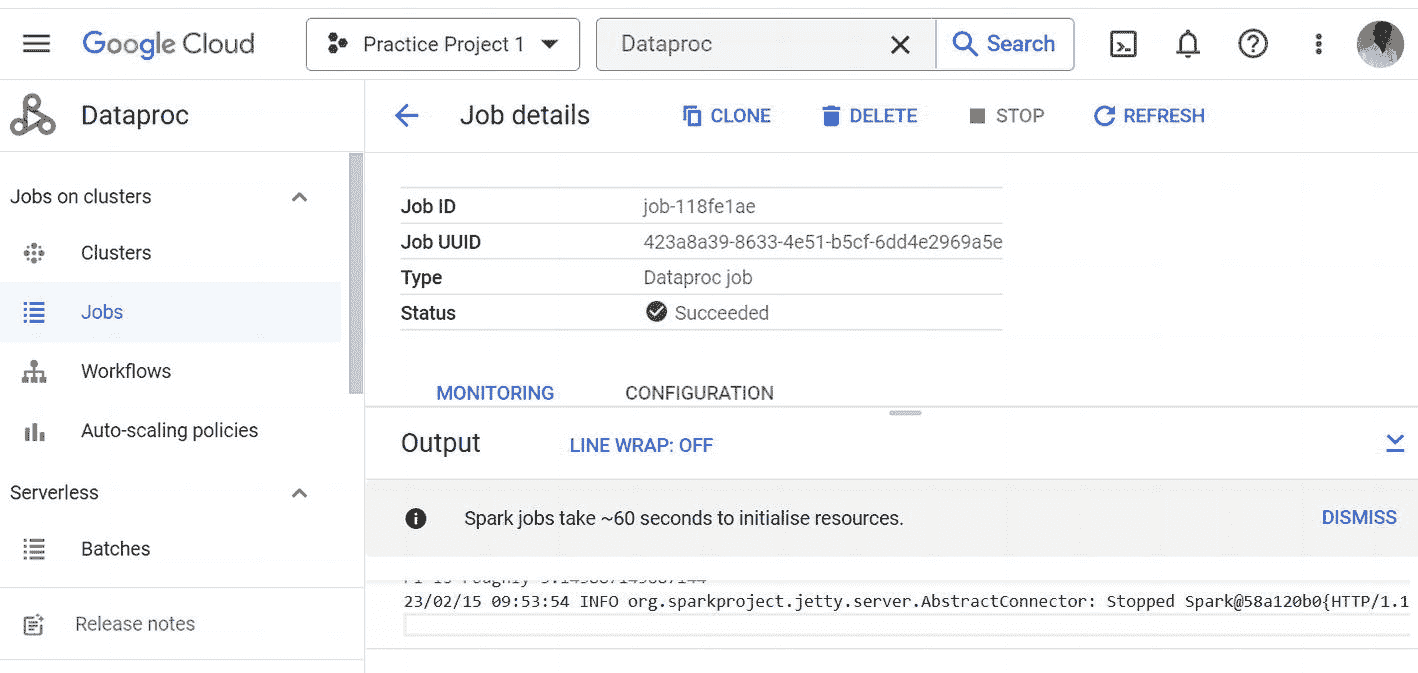 Google Cloud
Practice Project 1
Dataproc
Search
Dataproc
Job details
CLONE
DELETE
STOP
REFRESH
Jobs on clusters
Clusters
Jobs
Workflows
Auto-scaling policies
Serverless
Batches
Release notes
Job ID job-118fe1ae
Job UUID 423a8a39-8633-4e51-b5cf-6dd4e2969a5e
Type Dataproc job
Status Succeeded
MONITORING CONFIGURATION
Output LINE WRAP: OFF
Spark jobs take ~60 seconds to initialise resources. DISMISS
23/02/15 09:53:54 INFO org.sparkproject.jetty.server.AbstractConnector: Stopped Spark@58a120b0{HTTP/1.1